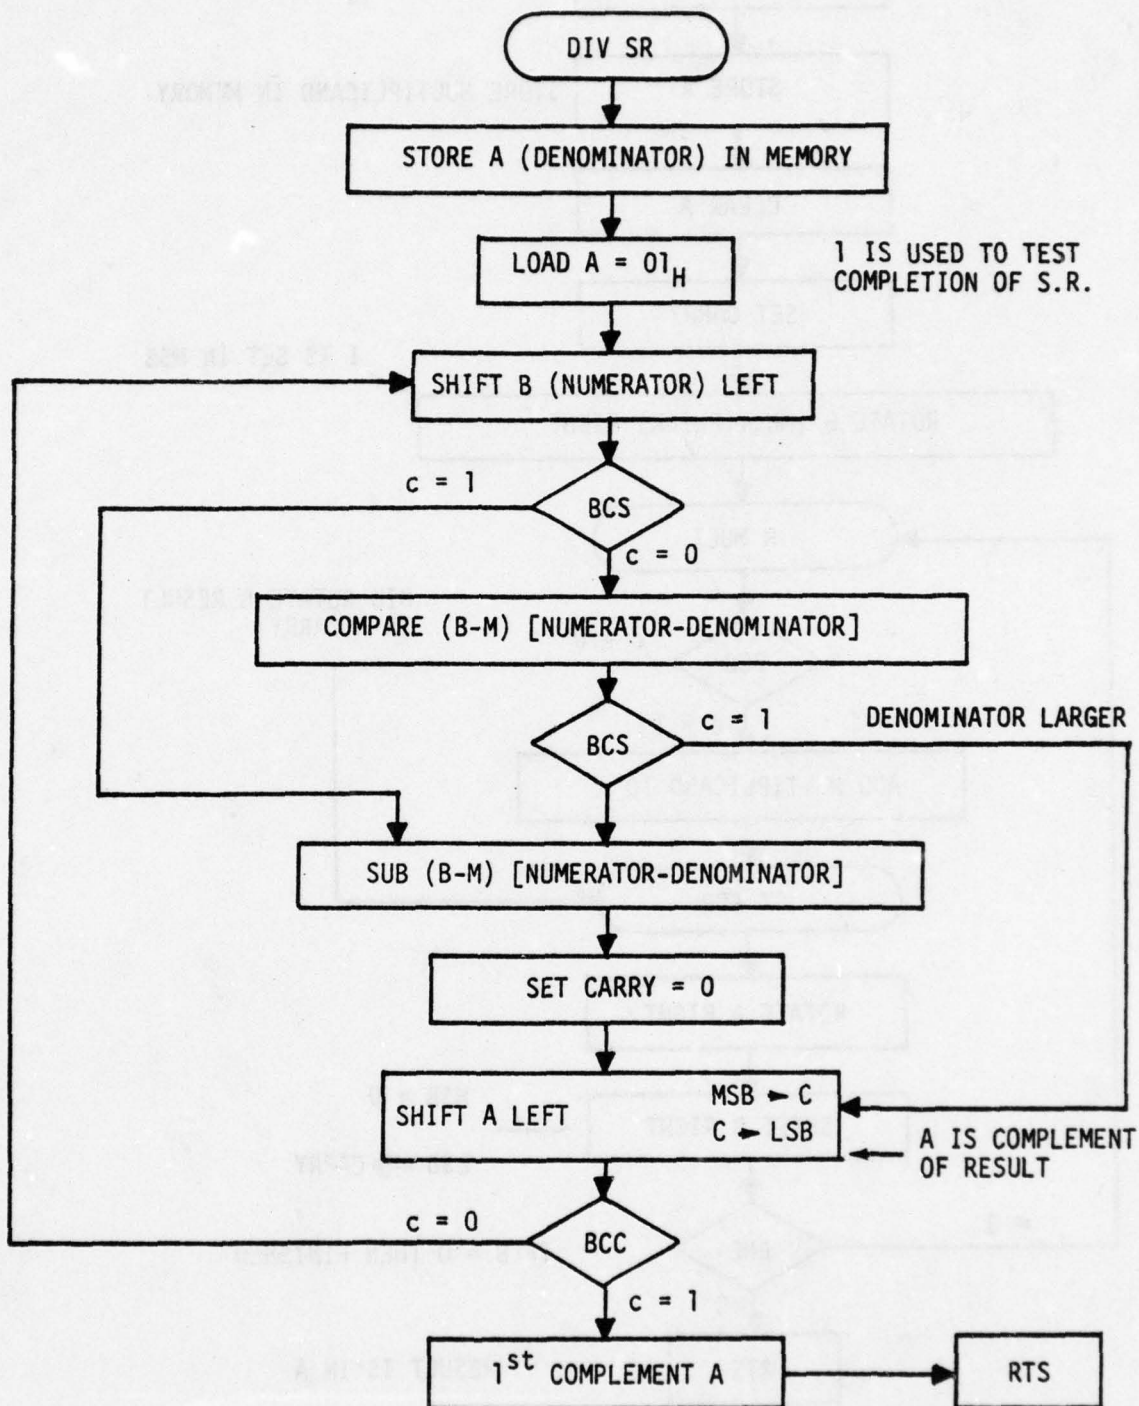 DIV SR
STORE A (DENOMINATOR) IN MEMORY
LOAD A = 01H
1 IS USED TO TEST
COMPLETION OF S.R.
SHIFT B (NUMERATOR) LEFT
c = 1
BCS
c = 0
COMPARE (B-M) [NUMERATOR-DENOMINATOR]
c = 1
DENOMINATOR LARGER
BCS
SUB (B-M) [NUMERATOR-DENOMINATOR]
SET CARRY = 0
SHIFT A LEFT
MSB → C
C → LSB
A IS COMPLEMENT
OF RESULT
c = 0
BCC
c = 1
1st COMPLEMENT A
RTS